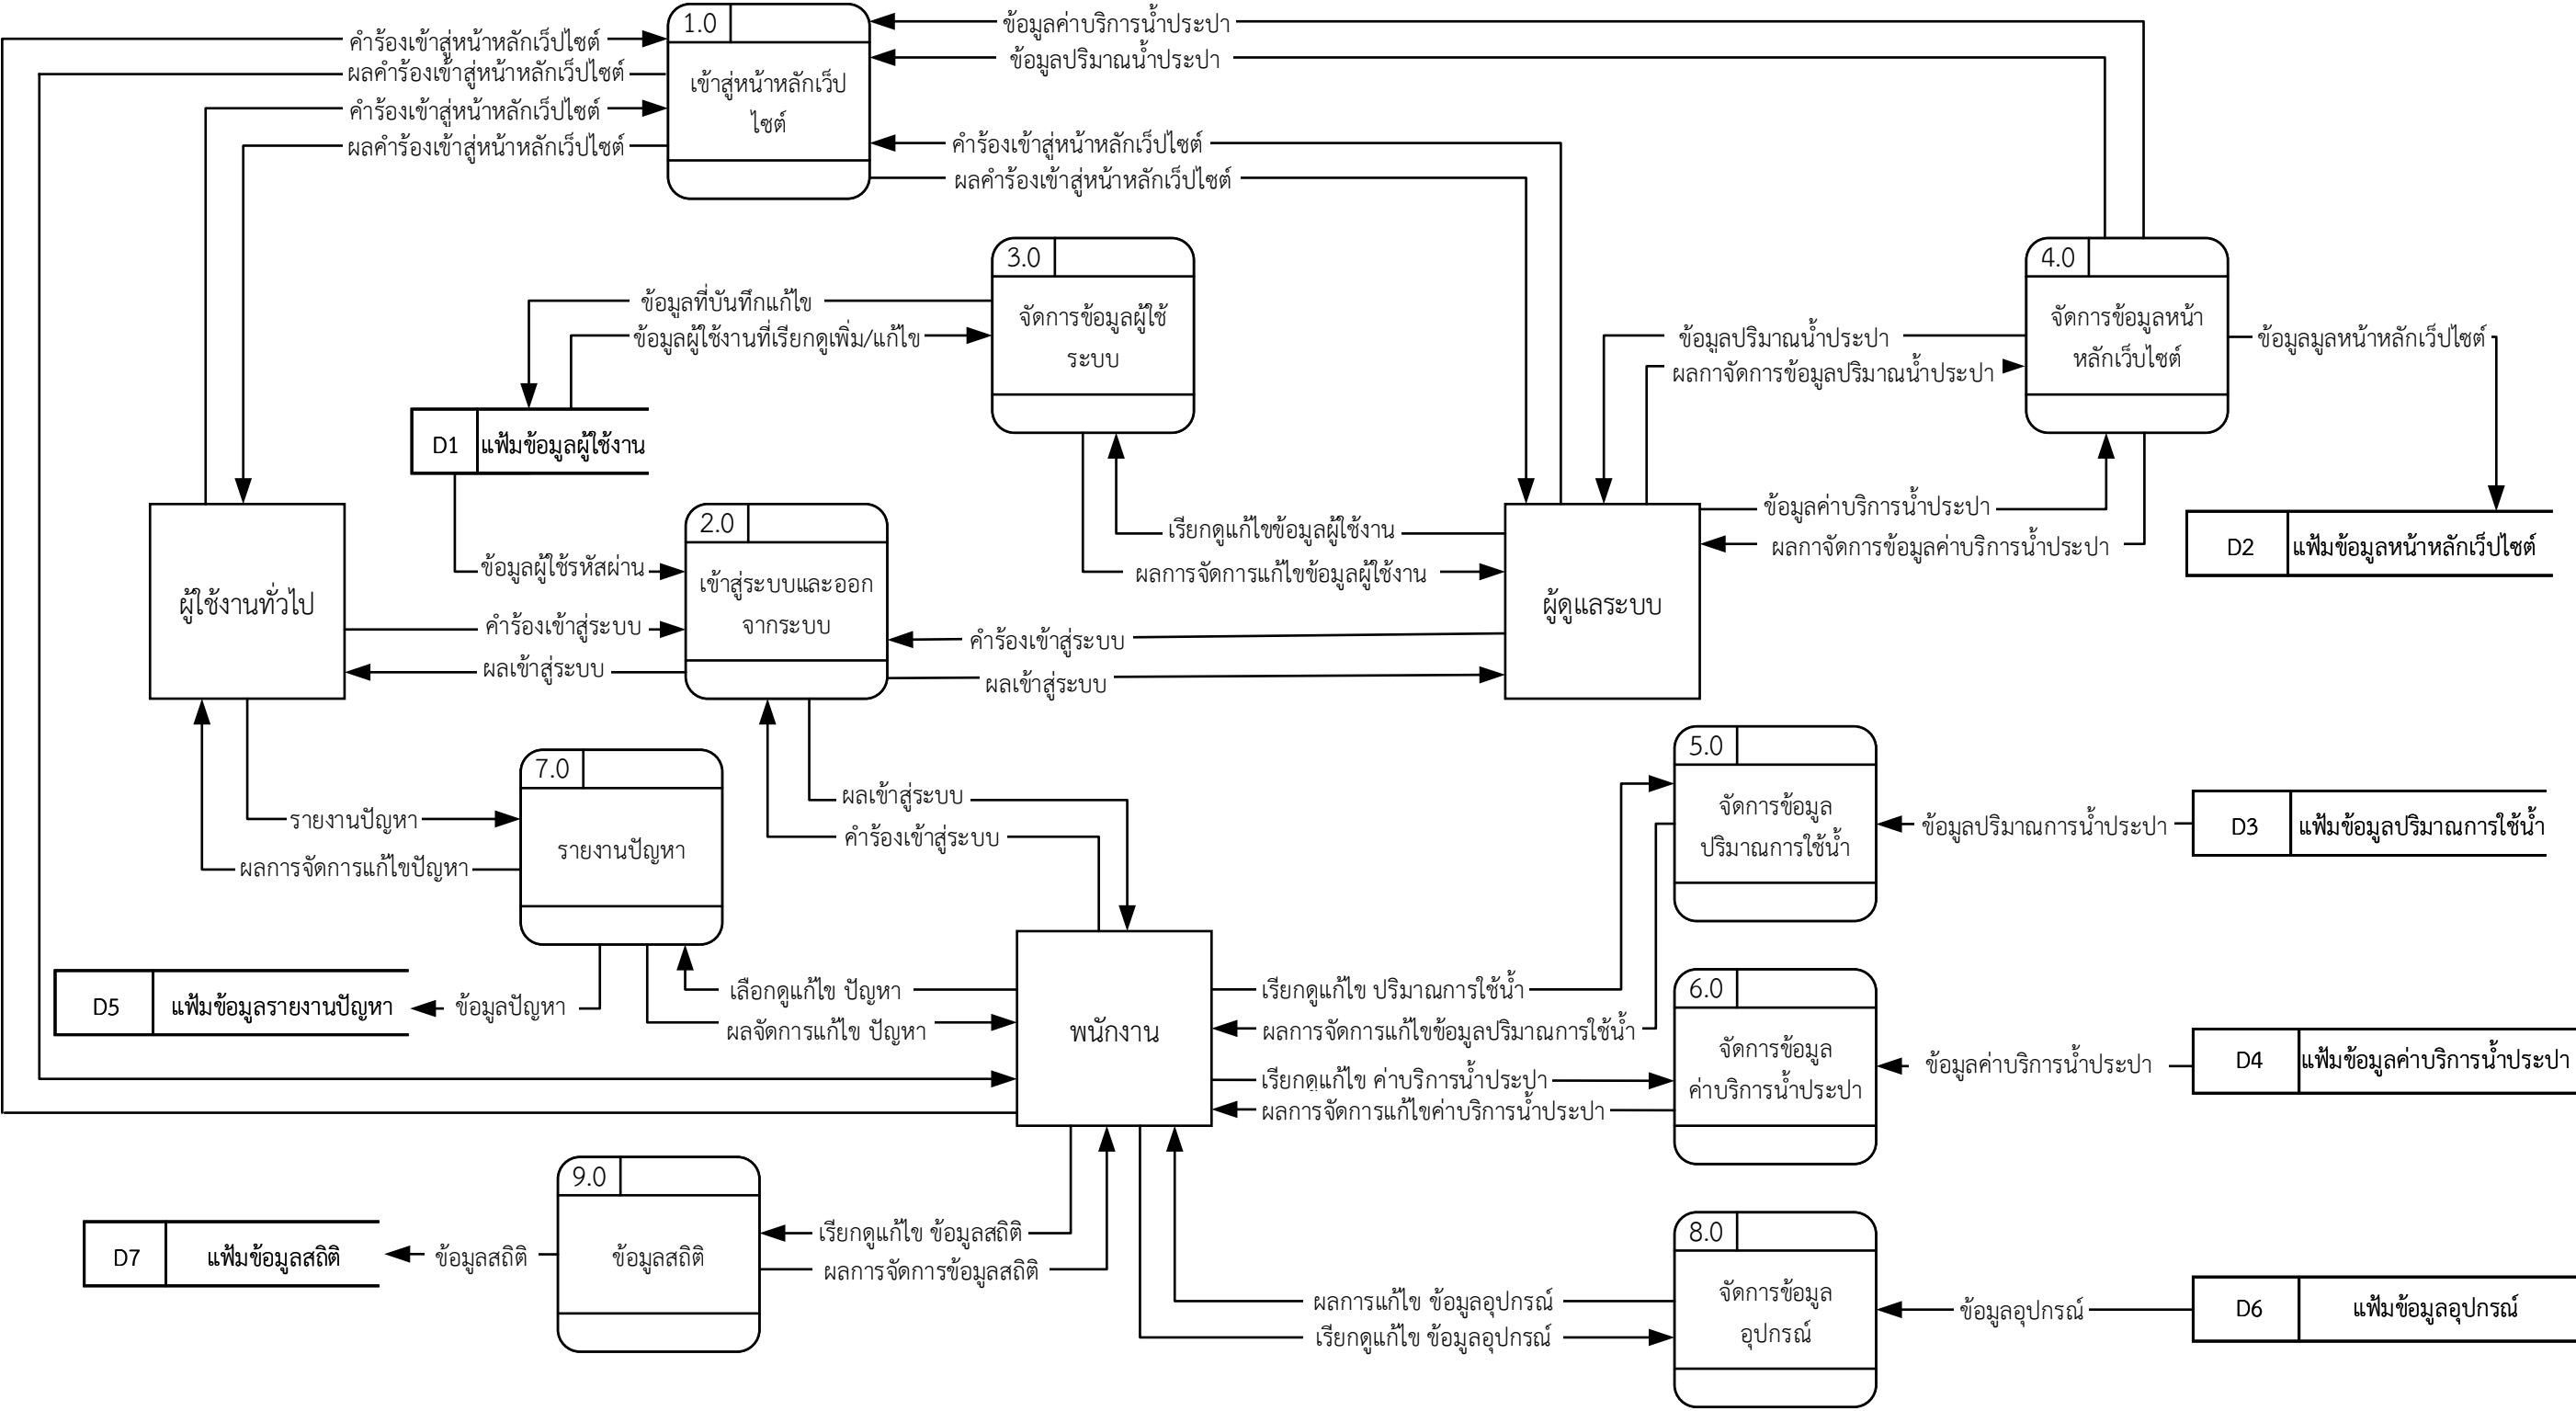 1.0
เข้าสู่หน้าหลักเว็ป
ไซต์
คำร้องเข้าสู่หน้าหลักเว็ปไซต์
ผลคำร้องเข้าสู่หน้าหลักเว็ปไซต์
คำร้องเข้าสู่หน้าหลักเว็ปไซต์
ผลคำร้องเข้าสู่หน้าหลักเว็ปไซต์
ข้อมูลค่าบริการน้ำประปา
ข้อมูลปริมาณน้ำประปา
คำร้องเข้าสู่หน้าหลักเว็ปไซต์
ผลคำร้องเข้าสู่หน้าหลักเว็ปไซต์
3.0
จัดการข้อมูลผู้ใช้
ระบบ
ข้อมูลที่บันทึกแก้ไข
ข้อมูลผู้ใช้งานที่เรียกดูเพิ่ม/แก้ไข
4.0
จัดการข้อมูลหน้า
หลักเว็บไซต์
ข้อมูลปริมาณน้ำประปา
ผลกาจัดการข้อมูลปริมาณน้ำประปา
ข้อมูลมูลหน้าหลักเว็ปไซต์
D1
แฟ้มข้อมูลผู้ใช้งาน
ข้อมูลค่าบริการน้ำประปา
ผลกาจัดการข้อมูลค่าบริการน้ำประปา
D2
แฟ้มข้อมูลหน้าหลักเว็ปไซต์
เรียกดูแก้ไขข้อมูลผู้ใช้งาน
ผลการจัดการแก้ไขข้อมูลผู้ใช้งาน
2.0
เข้าสู่ระบบและออก
จากระบบ
ข้อมูลผู้ใช้รหัสผ่าน
ผู้ใช้งานทั่วไป
คำร้องเข้าสู่ระบบ
ผลเข้าสู่ระบบ
คำร้องเข้าสู่ระบบ
ผลเข้าสู่ระบบ
ผู้ดูแลระบบ
7.0
รายงานปัญหา
รายงานปัญหา
ผลการจัดการแก้ไขปัญหา
ผลเข้าสู่ระบบ
คำร้องเข้าสู่ระบบ
5.0
จัดการข้อมูล
ปริมาณการใช้น้ำ
ข้อมูลปริมาณการน้ำประปา
D3
แฟ้มข้อมูลปริมาณการใช้น้ำ
D5
แฟ้มข้อมูลรายงานปัญหา
ข้อมูลปัญหา
เลือกดูแก้ไข ปัญหา
ผลจัดการแก้ไข ปัญหา
พนักงาน
เรียกดูแก้ไข ปริมาณการใช้น้ำ
ผลการจัดการแก้ไขข้อมูลปริมาณการใช้น้ำ
เรียกดูแก้ไข ค่าบริการน้ำประปา
ผลการจัดการแก้ไขค่าบริการน้ำประปา
6.0
จัดการข้อมูล
ค่าบริการน้ำประปา
ข้อมูลค่าบริการน้ำประปา
D4
แฟ้มข้อมูลค่าบริการน้ำประปา
9.0
ข้อมูลสถิติ
D7
แฟ้มข้อมูลสถิติ
ข้อมูลสถิติ
เรียกดูแก้ไข ข้อมูลสถิติ
ผลการจัดการข้อมูลสถิติ
ผลการแก้ไข ข้อมูลอุปกรณ์
เรียกดูแก้ไข ข้อมูลอุปกรณ์
8.0
จัดการข้อมูล
อุปกรณ์
ข้อมูลอุปกรณ์
D6
แฟ้มข้อมูลอุปกรณ์